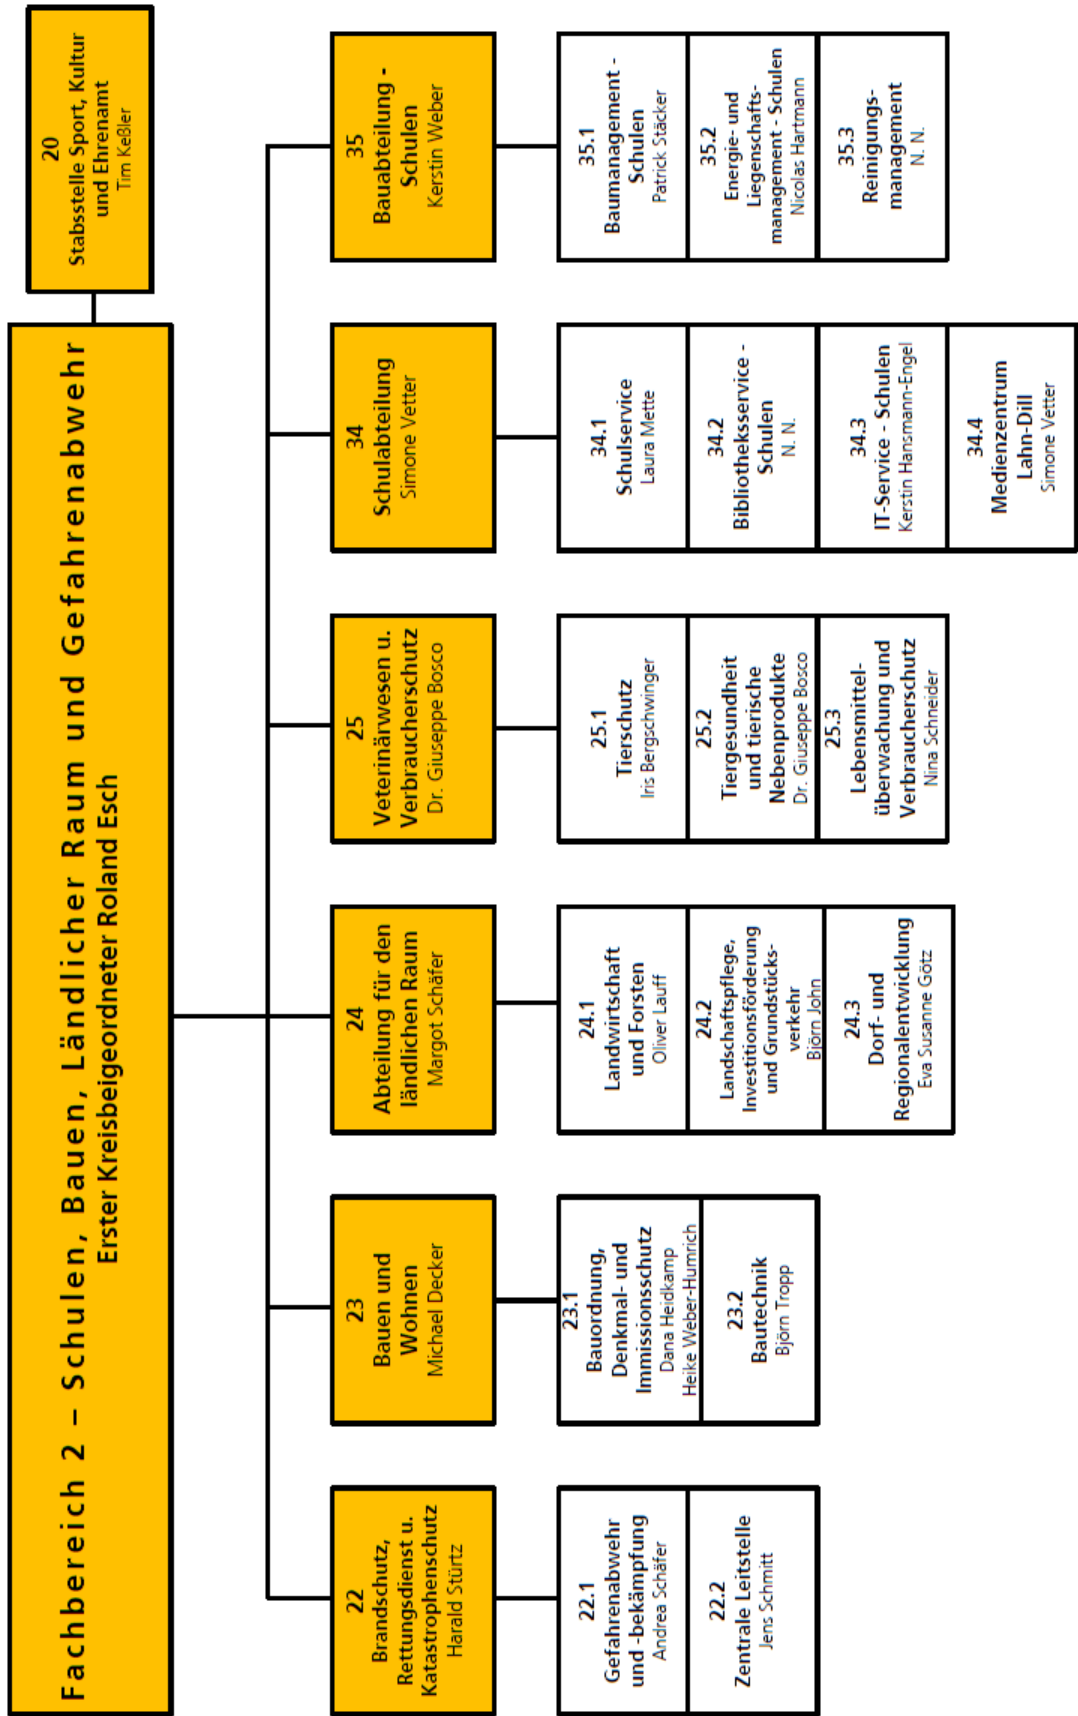 Fachbereich 2 – Schulen, Bauen, Ländlicher Raum und Gefahrenabwehr
Erster Kreisbeigeordneter Roland Esch
20
Stabsstelle Sport, Kultur
und Ehrenamt
Tim Keßler
22
Brandschutz,
Rettungsdienst u.
Katastrophenschutz
Harald Stürtz
22.1
Gefahrenabwehr
und -bekämpfung
Andrea Schäfer
22.2
Zentrale Leitstelle
Jens Schmitt
23
Bauen und
Wohnen
Michael Decker
23.1
Bauordnung,
Denkmal- und
Immissionsschutz
Dana Heidkamp
Heike Weber-Humrich
23.2
Bautechnik
Björn Tropp
24
Abteilung für den
ländlichen Raum
Margot Schäfer
24.1
Landwirtschaft
und Forsten
Oliver Lauff
24.2
Landschaftspflege,
Investitionsförderung
und Grundstücks-
verkehr
Björn John
24.3
Dorf- und
Regionalentwicklung
Eva Susanne Götz
25
Veterinärwesen u.
Verbraucherschutz
Dr. Giuseppe Bosco
25.1
Tierschutz
Iris Bergschwinger
25.2
Tiergesundheit
und tierische
Nebenprodukte
Dr. Giuseppe Bosco
25.3
Lebensmittel-
überwachung und
Verbraucherschutz
Nina Schneider
34
Schulabteilung
Simone Vetter
34.1
Schulservice
Laura Mette
34.2
Bibliotheksservice -
Schulen
N. N.
34.3
IT-Service - Schulen
Kerstin Hansmann-Engel
34.4
Medienzentrum
Lahn-Dill
Simone Vetter
35
Bauabteilung -
Schulen
Kerstin Weber
35.1
Baumanagement -
Schulen
Patrick Stäcker
35.2
Energie- und
Liegenschafts-
management - Schulen
Nicolas Hartmann
35.3
Reinigungs-
management
N. N.